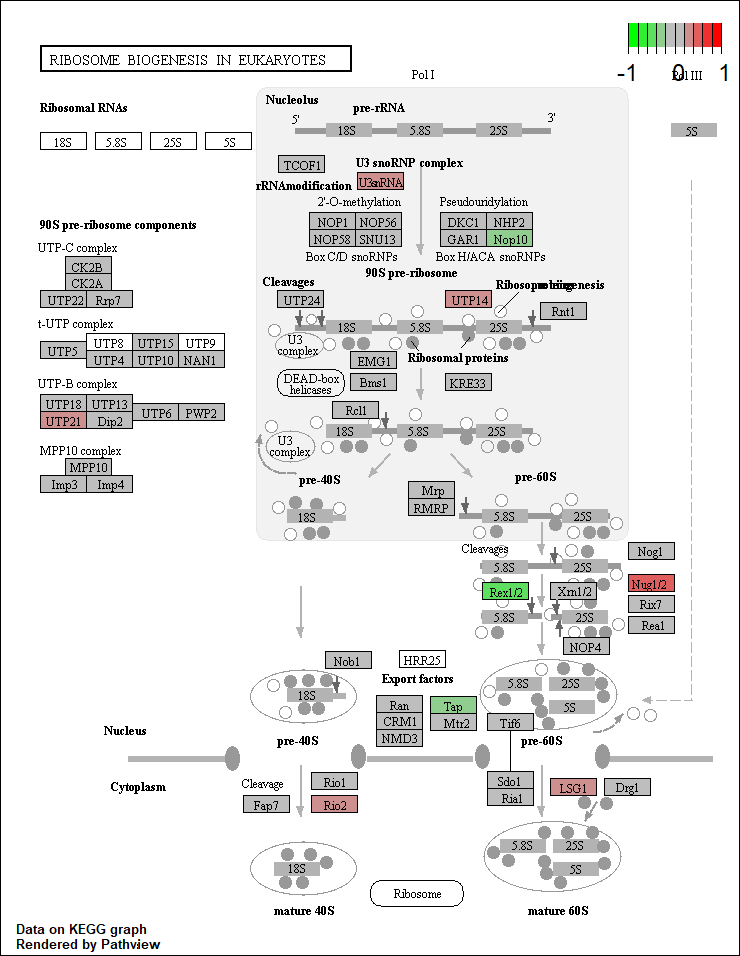 RIBOSOME BIOGENESIS IN EUKARYOTES
-1 0 1
Pol I
Pol III
Ribosomal RNAs
18S 5.8S 25S 5S
Nucleolus
pre-rRNA
5'
3'
18S 5.8S 25S
5S
TCOF1
U3 snoRNP complex
rRNAmodification
U3snRNA
2'-O-methylation
Pseudouridylation
NOP1 NOP56
DKC1 NHP2
NOP58 SNU13
GAR1 Nop10
Box C/D snoRNPs
Box H/ACA snoRNPs
90S pre-ribosome components
UTP-C complex
CK2B
CK2A
UTP22 Rrp7
t-UTP complex
UTP5
UTP8 UTP15 UTP9
UTP4 UTP10 NAN1
UTP-B complex
UTP18 UTP13
UTP21 Dip2
UTP6 PWP2
MPP10 complex
MPP10
Imp3 Imp4
90S pre-ribosome
Cleavages
UTP24
UTP14
Rnt1
18S 5.8S 25S
U3
complex
Ribosomal proteins
EMG1
DEAD-box
helicases
Bms1
KRE33
Rcl1
18S 5.8S 25S
U3
complex
pre-40S
pre-60S
Mrp
RMRP
18S
5.8S 25S
Cleavages
Nog1
5.8S 25S
Rex1/2
Xrn1/2
Nug1/2
Rix7
5.8S 25S
Rea1
NOP4
Nob1
HRR25
Export factors
18S
5.8S 25S
5S
Ran
Tap
CRM1
Mtr2
NMD3
Tif6
Nucleus
pre-40S
pre-60S
Cytoplasm
Cleavage
Rio1
Fap7
Rio2
Sdo1
Ria1
LSG1
Drg1
18S
5.8S 25S
5S
Ribosome
mature 40S
mature 60S
Data on KEGG graph
Rendered by Pathview